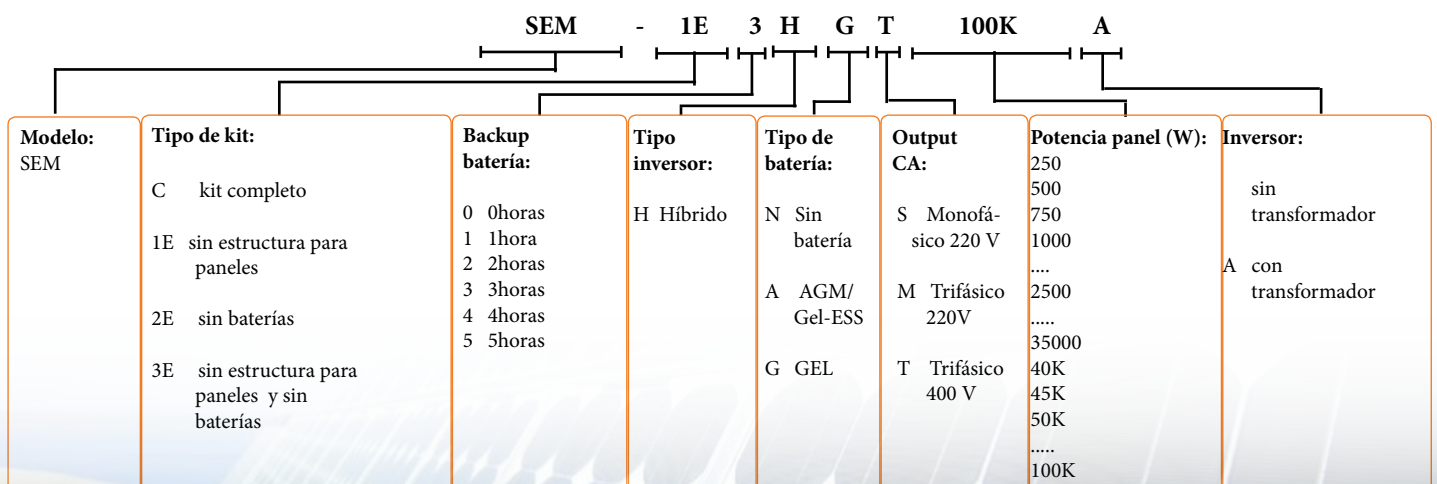 SEM - 1E 3 H G T 100K A
Modelo:
SEM
Tipo de kit:
C kit completo
1E sin estructura para
paneles
2E sin baterías
3E sin estructura para
paneles y sin
baterías
Backup
batería:
0 0horas
1 1hora
2 2horas
3 3horas
4 4horas
5 5horas
Tipo
inversor:
H Híbrido
Tipo de
batería:
N Sin
batería
A AGM/
Gel-ESS
G GEL
Output
CA:
S Monofá-
sico 220 V
M Trifásico
220V
T Trifásico
400 V
Potencia panel (W):
250
500
750
1000
....
2500
.....
35000
40K
45K
50K
.....
100K
Inversor:
sin
transformador
A con
transformador